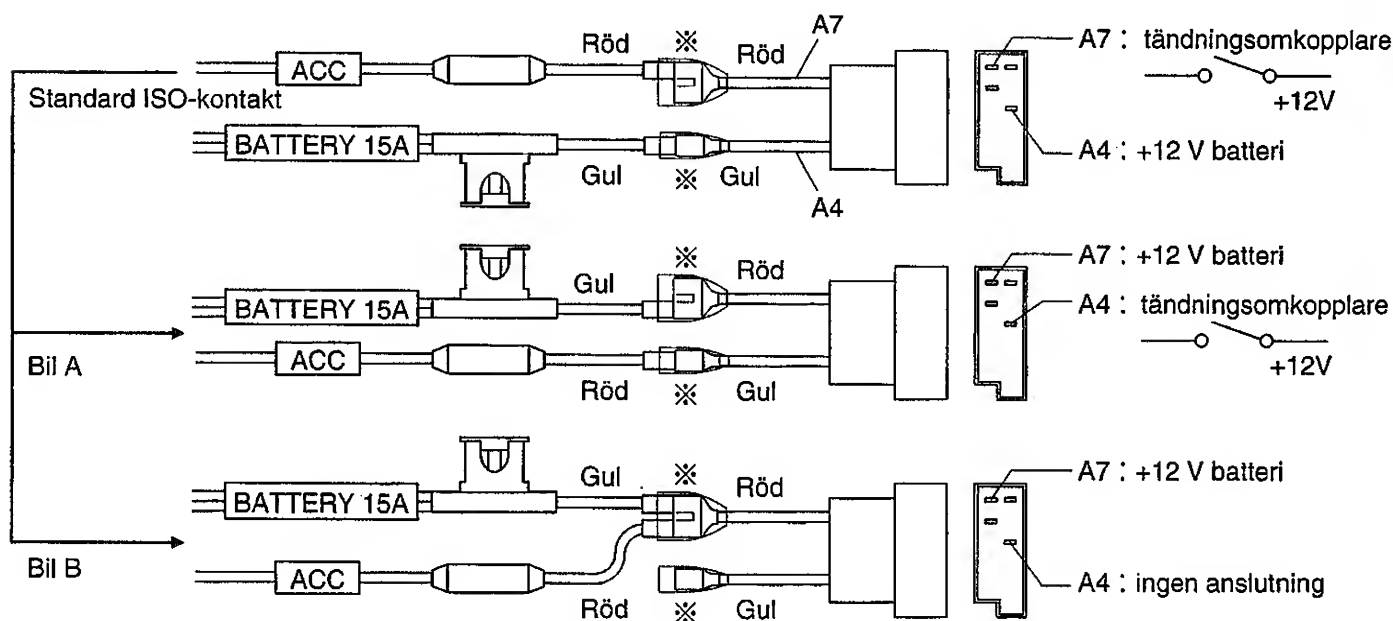 Röd ※ Röd A7
ACC
Standard ISO-kontakt
A7 : tändningsomkopplare
+12V
BATTERY 15A
Gul ※ Gul
A4
A4 : +12 V batteri
Gul ※ Röd
BATTERY 15A
A7 : +12 V batteri
A4 : tändningsomkopplare
+12V
Bil A
ACC
Röd ※ Gul
Gul ※ Röd
BATTERY 15A
A7 : +12 V batteri
Bil B
ACC
Röd ※ Gul
A4 : ingen anslutning